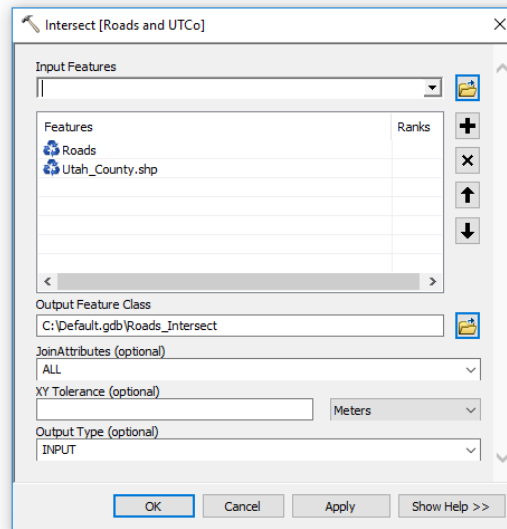 Intersect [Roads and UTCo]
Input Features
Features Ranks
Roads
Utah_County.shp
Output Feature Class
C:\Default.gdb\Roads_Intersect
JoinAttributes (optional)
ALL
XY Tolerance (optional)
Meters
Output Type (optional)
INPUT
OK Cancel Apply Show Help >>